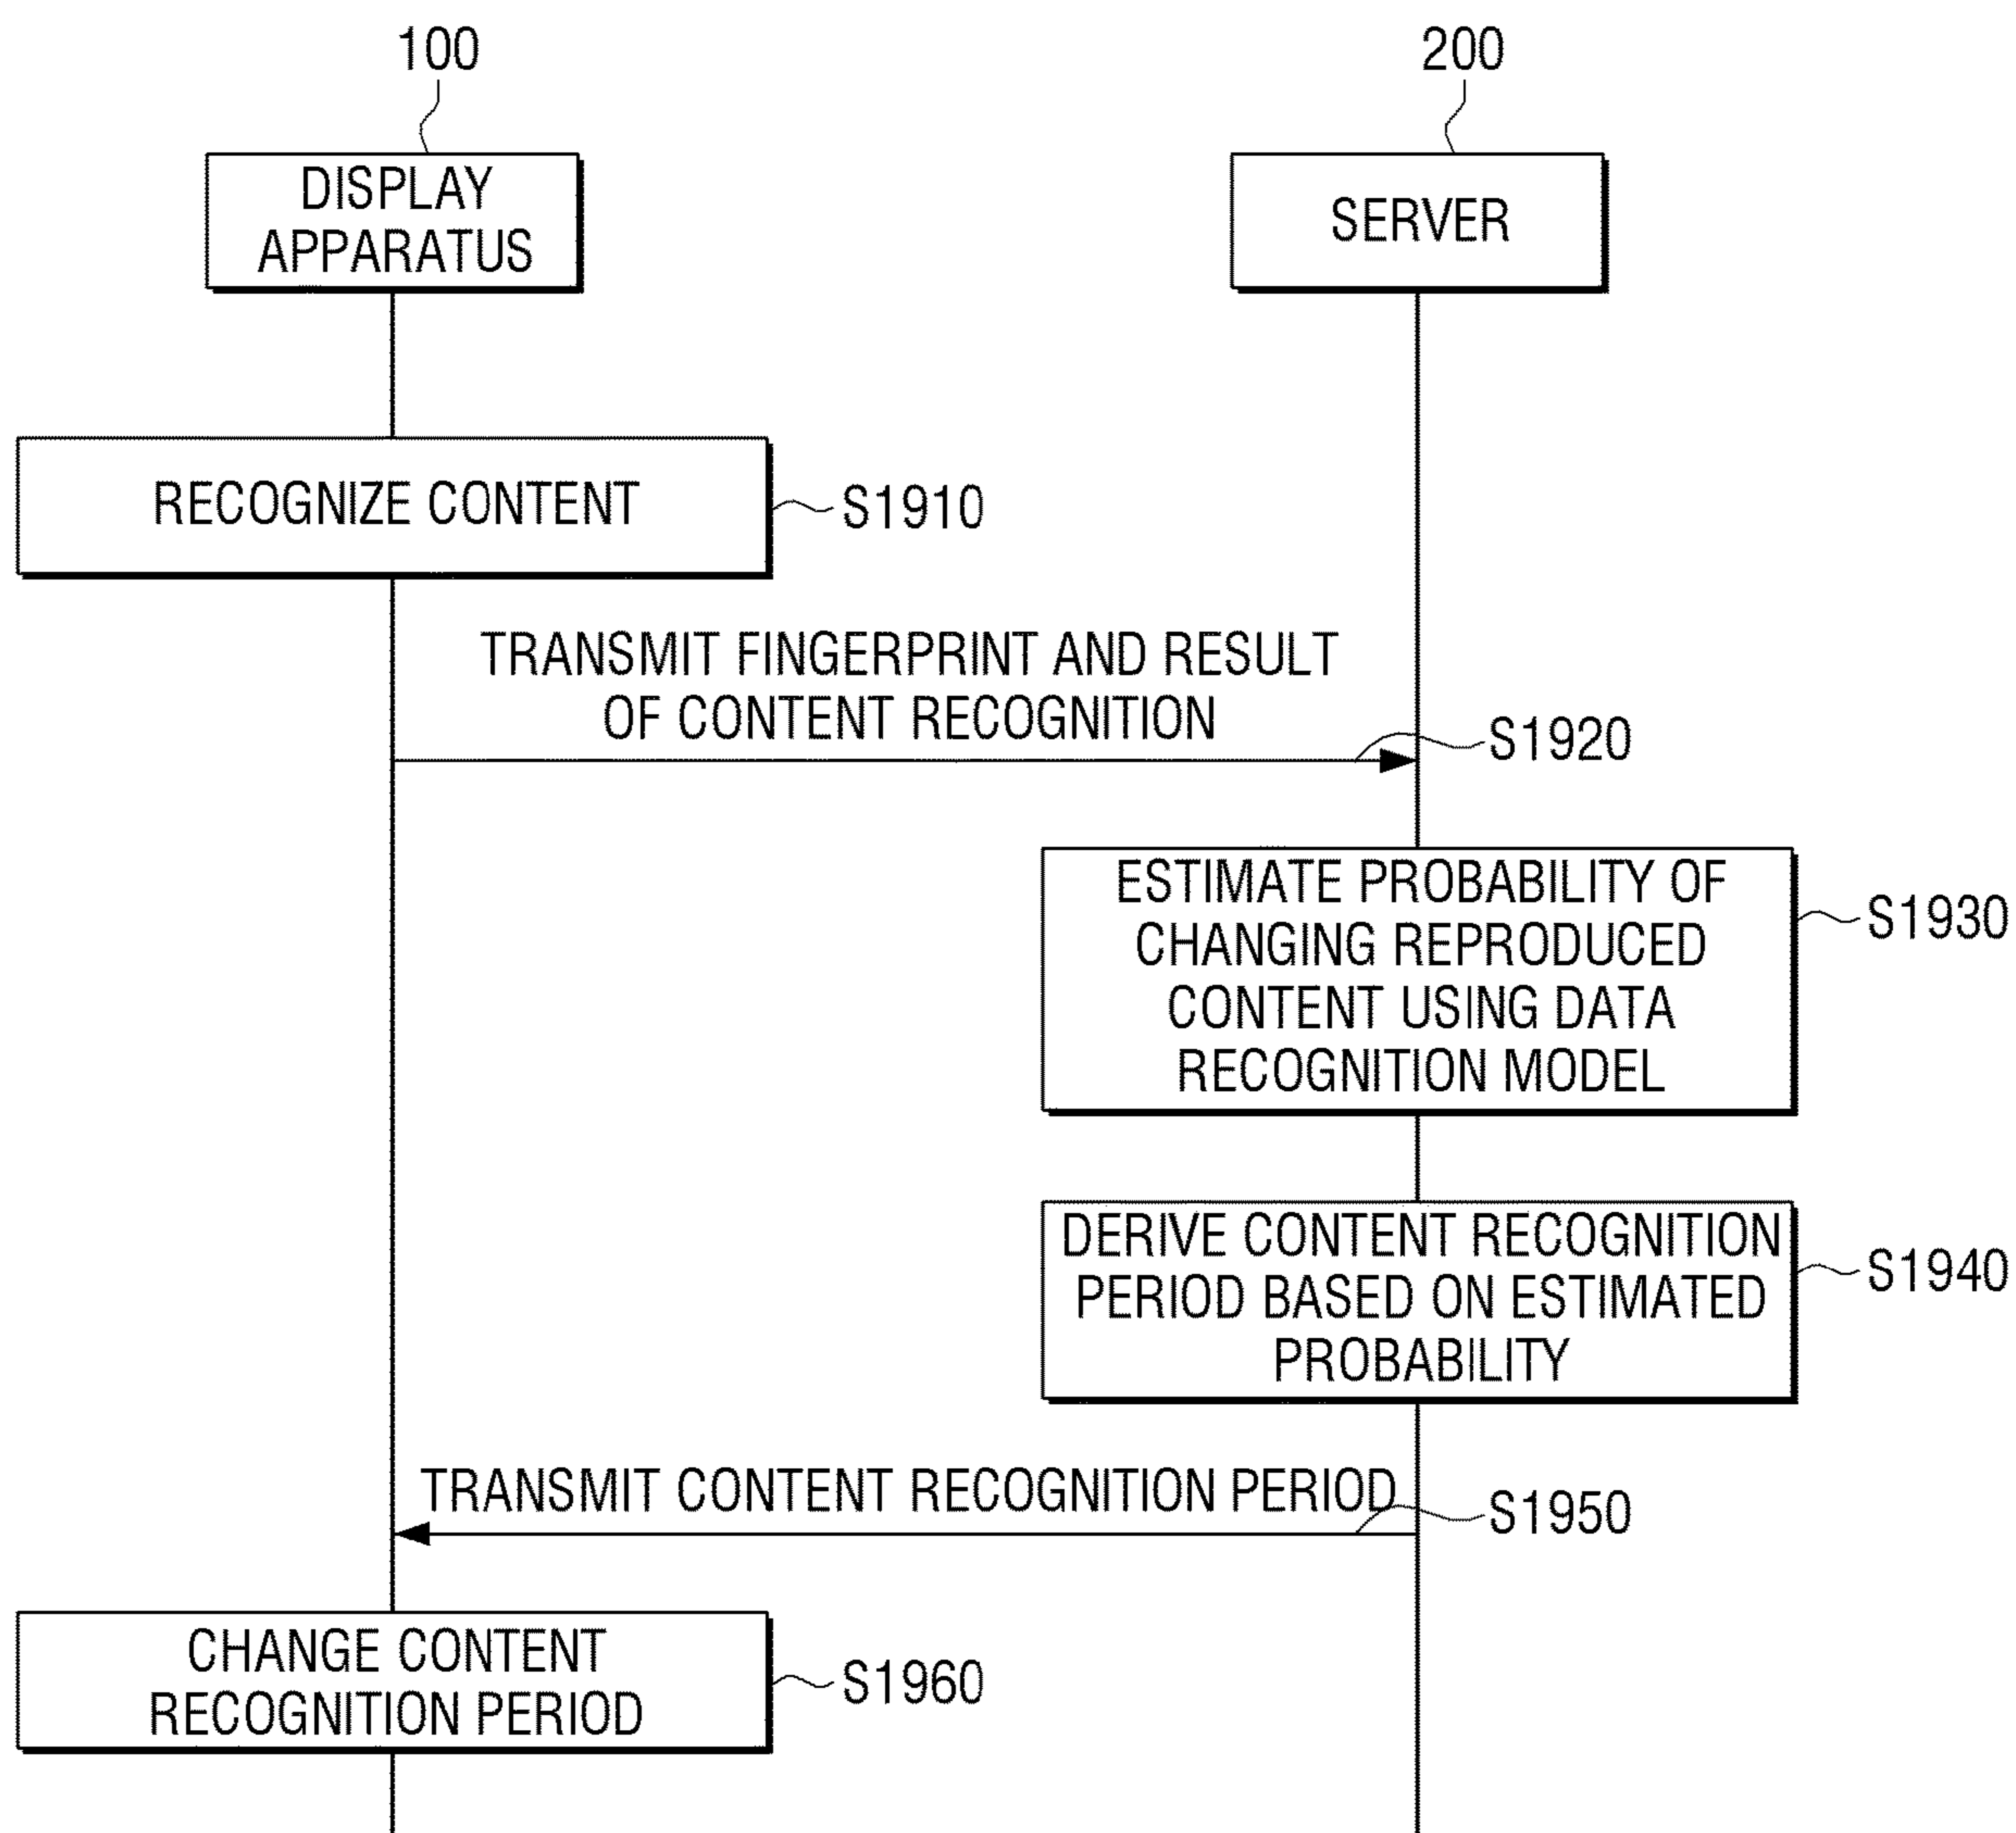 100
200
DISPLAY
APPARATUS
SERVER
RECOGNIZE CONTENT
S1910
TRANSMIT FINGERPRINT AND RESULT
OF CONTENT RECOGNITION
S1920
ESTIMATE PROBABILITY OF
CHANGING REPRODUCED
CONTENT USING DATA
RECOGNITION MODEL
S1930
DERIVE CONTENT RECOGNITION
PERIOD BASED ON ESTIMATED
PROBABILITY
S1940
TRANSMIT CONTENT RECOGNITION PERIOD
S1950
CHANGE CONTENT
RECOGNITION PERIOD
S1960